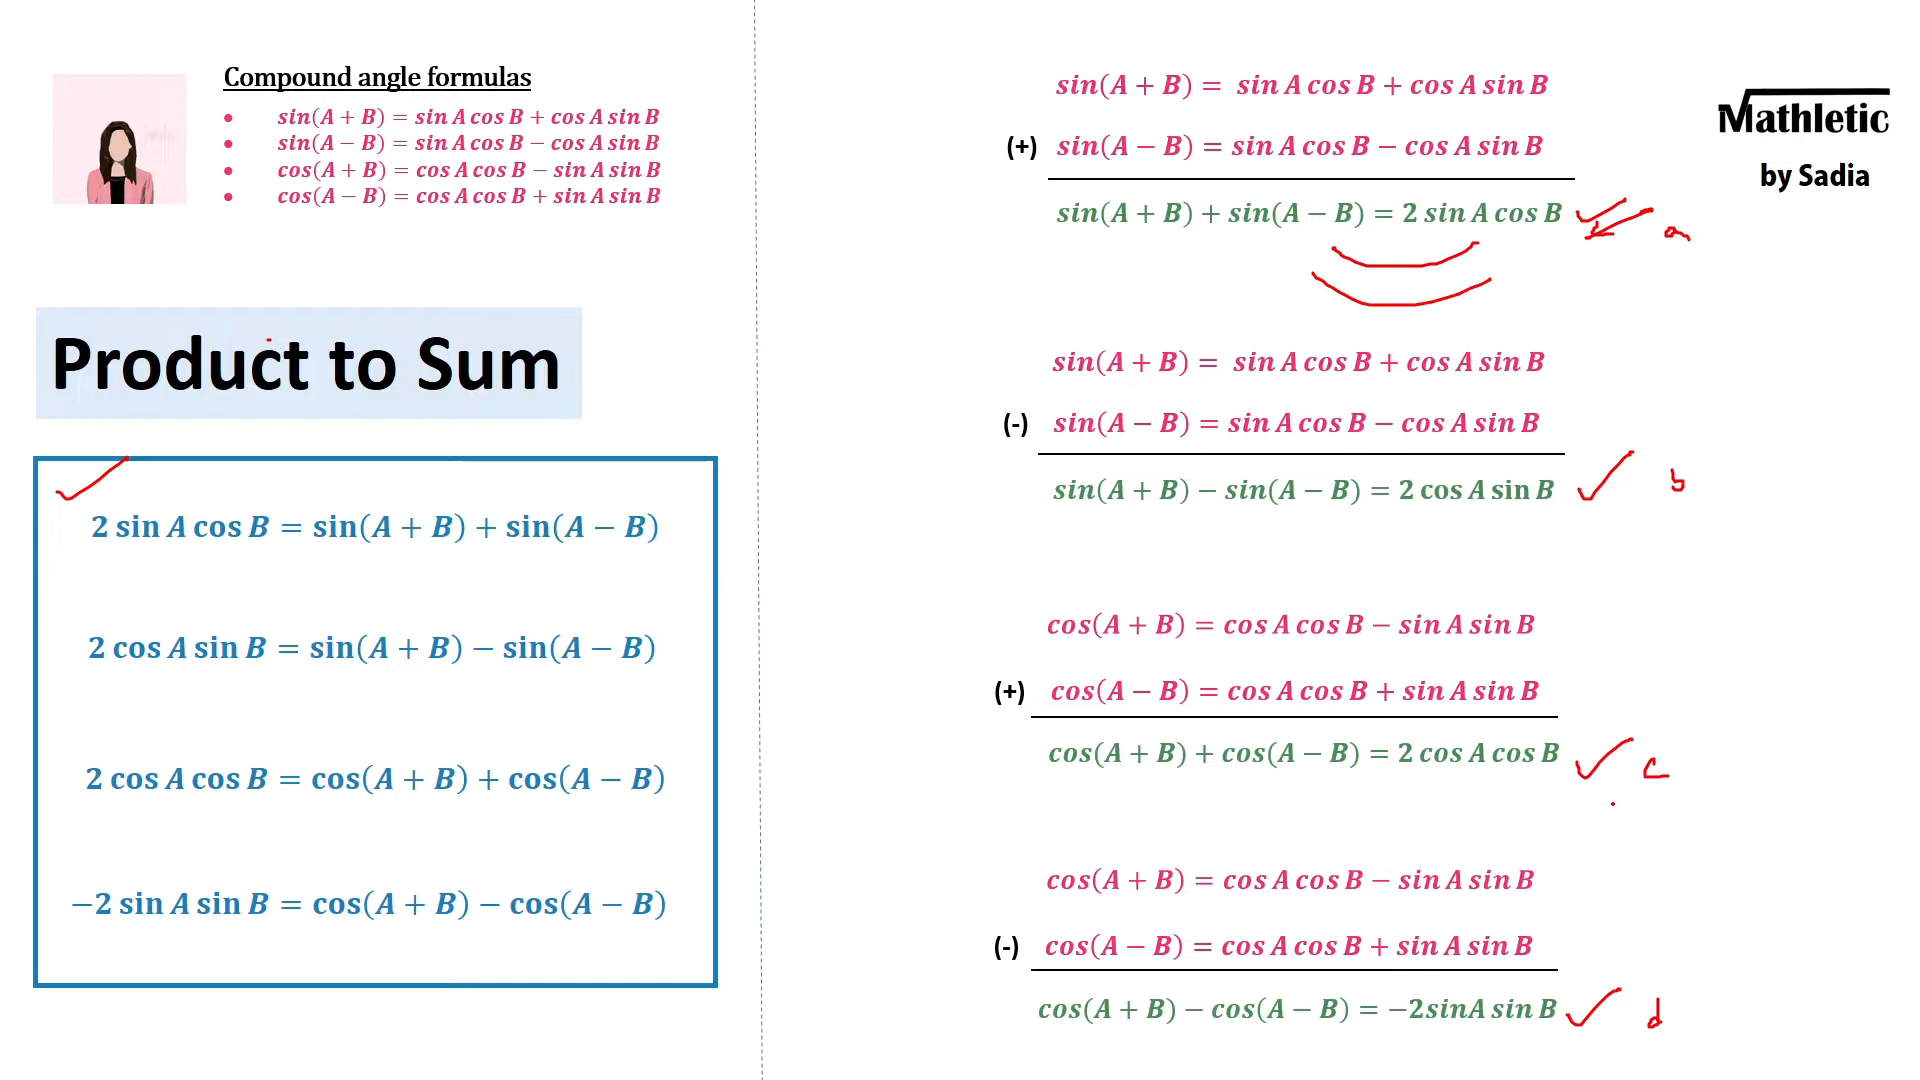 Compound angle formulas
• sin(A + B) = sin A cos B + cos A sin B
• sin(A − B) = sin A cos B − cos A sin B
• cos(A + B) = cos A cos B − sin A sin B
• cos(A − B) = cos A cos B + sin A sin B
Product to Sum
2 sin A cos B = sin(A + B) + sin(A − B)
2 cos A sin B = sin(A + B) − sin(A − B)
2 cos A cos B = cos(A + B) + cos(A − B)
−2 sin A sin B = cos(A + B) − cos(A − B)
sin(A + B) = sin A cos B + cos A sin B
(+) sin(A − B) = sin A cos B − cos A sin B
sin(A + B) + sin(A − B) = 2 sin A cos B a
sin(A + B) = sin A cos B + cos A sin B
(-) sin(A − B) = sin A cos B − cos A sin B
sin(A + B) − sin(A − B) = 2 cos A sin B b
cos(A + B) = cos A cos B − sin A sin B
(+) cos(A − B) = cos A cos B + sin A sin B
cos(A + B) + cos(A − B) = 2 cos A cos B c
cos(A + B) = cos A cos B − sin A sin B
(-) cos(A − B) = cos A cos B + sin A sin B
cos(A + B) − cos(A − B) = −2sinA sin B d
Mathletic
by Sadia